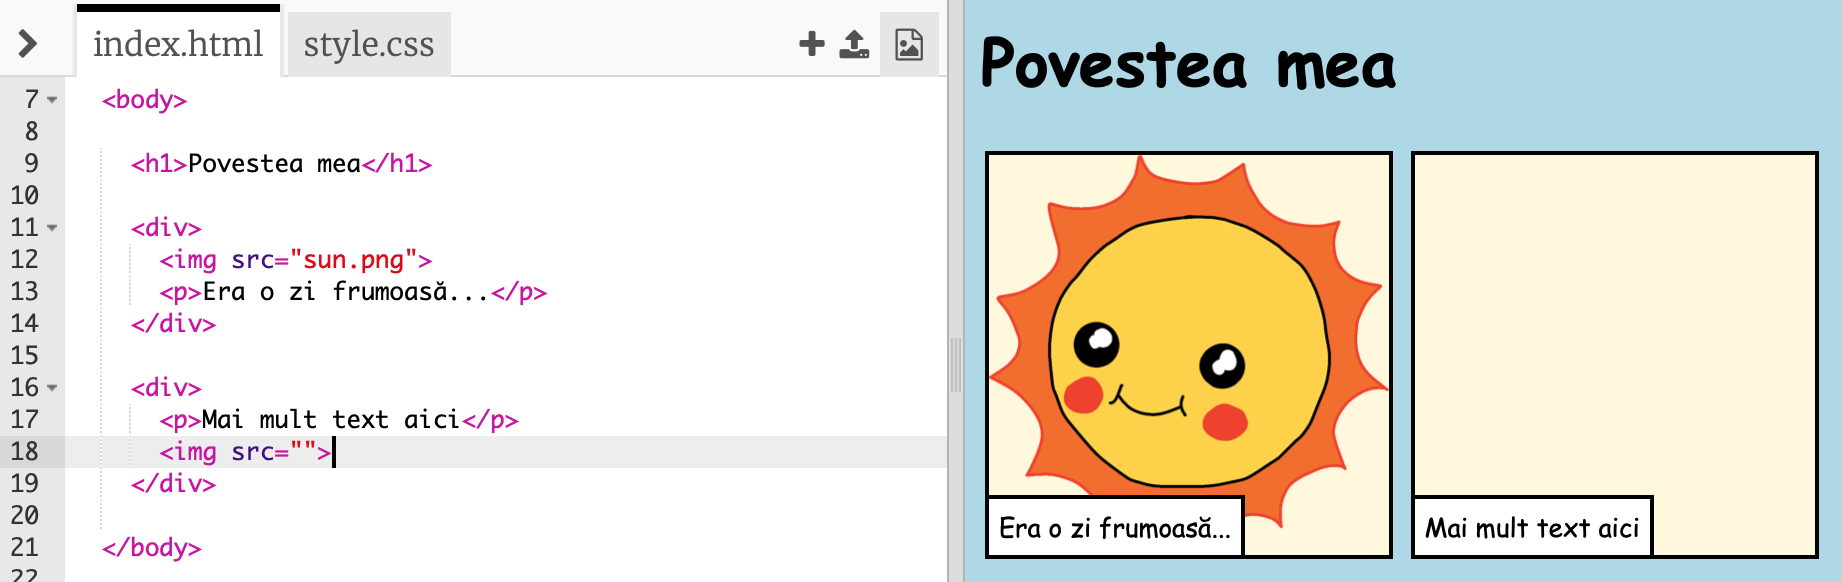 index.html
style.css
7 <body>
8
9 <h1>Povestea mea</h1>
10
11 <div>
12 <img src="sun.png">
13 <p>Era o zi frumoasă...</p>
14 </div>
15
16 <div>
17 <p>Mai mult text aici</p>
18 <img src="">
19 </div>
20
21 </body>
22
Povestea mea
Era o zi frumoasă...
Mai mult text aici